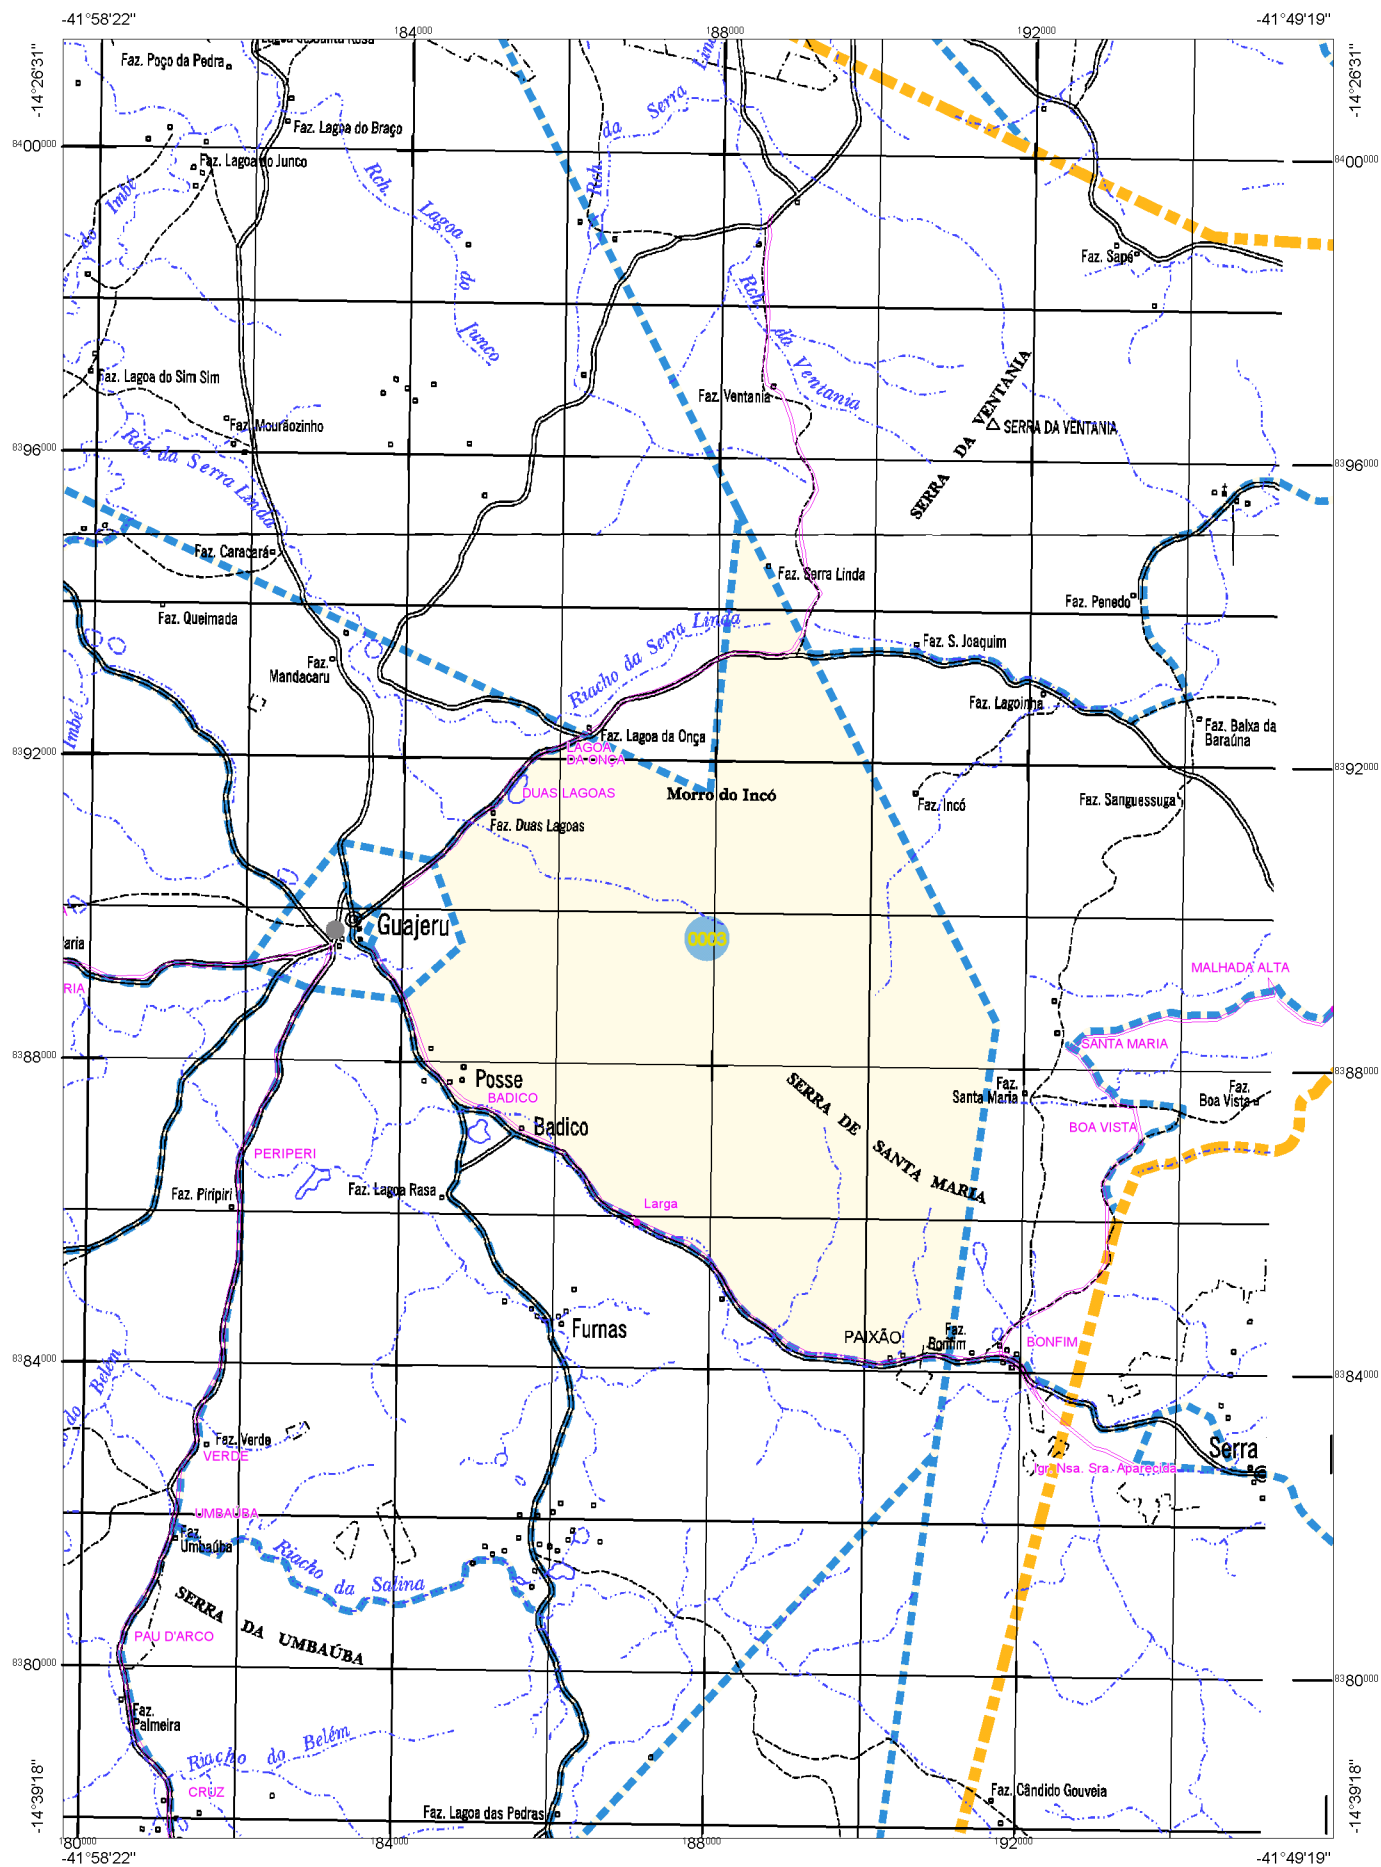 -41°58'22"
-41°49'19"
184000
188000
192000
-14°26'31"
-14°26'31"
Lagoa da Santa Rosa
Faz. Poço da Pedra
Faz. Lagoa do Braço
Faz. Lagoa do Junco
8400000
8400000
do Imbé
Rch. Lagoa do Junco
Rch. da Serra Lind
Faz. Sapé
Rch. da Ventania
Faz. Lagoa do Sim Sim
Faz. Ventania
SERRA DA VENTANIA
SERRA DA VENTANIA
Faz. Mourãozinho
8396000
8396000
Rch. da Serra Linda
Faz. Caracará
Faz. Serra Linda
Faz. Penedo
Faz. Queimada
Riacho da Serra Linda
Faz. S. Joaquim
Faz.
Mandacaru
Faz. Lagoinha
Imbé
Faz. Baixa da
Baraúna
Faz. Lagoa da Onça
LAGOA
DA ONÇA
8392000
8392000
DUAS LAGOAS
Morro do Incó
Faz. Incó
Faz. Sanguessuga
Faz. Duas Lagoas
Guajeru
aria
0003
RIA
MALHADA ALTA
SANTA MARIA
8388000
8388000
Posse
BADICO
SERRA DE SANTA MARIA
Faz.
Santa Maria
Faz.
Boa Vista
Badico
BOA VISTA
PERIPERI
Faz. Piripiri
Faz. Lagoa Rasa
Larga
Furnas
PAIXÃO
Faz.
Bonfim
BONFIM
8384000
8384000
do Belém
Faz. Verde
VERDE
Serra
Igr. Nsa. Sra. Aparecida
UMBAÚBA
Faz.
Umbaúba
Riacho da Salina
SERRA DA UMBAÚBA
PAU D'ARCO
8380000
8380000
Faz.
Palmeira
Riacho do Belém
CRUZ
Faz. Cândido Gouveia
Faz. Lagoa das Pedras
-14°39'18"
-14°39'18"
180000
184000
188000
192000
-41°58'22"
-41°49'19"